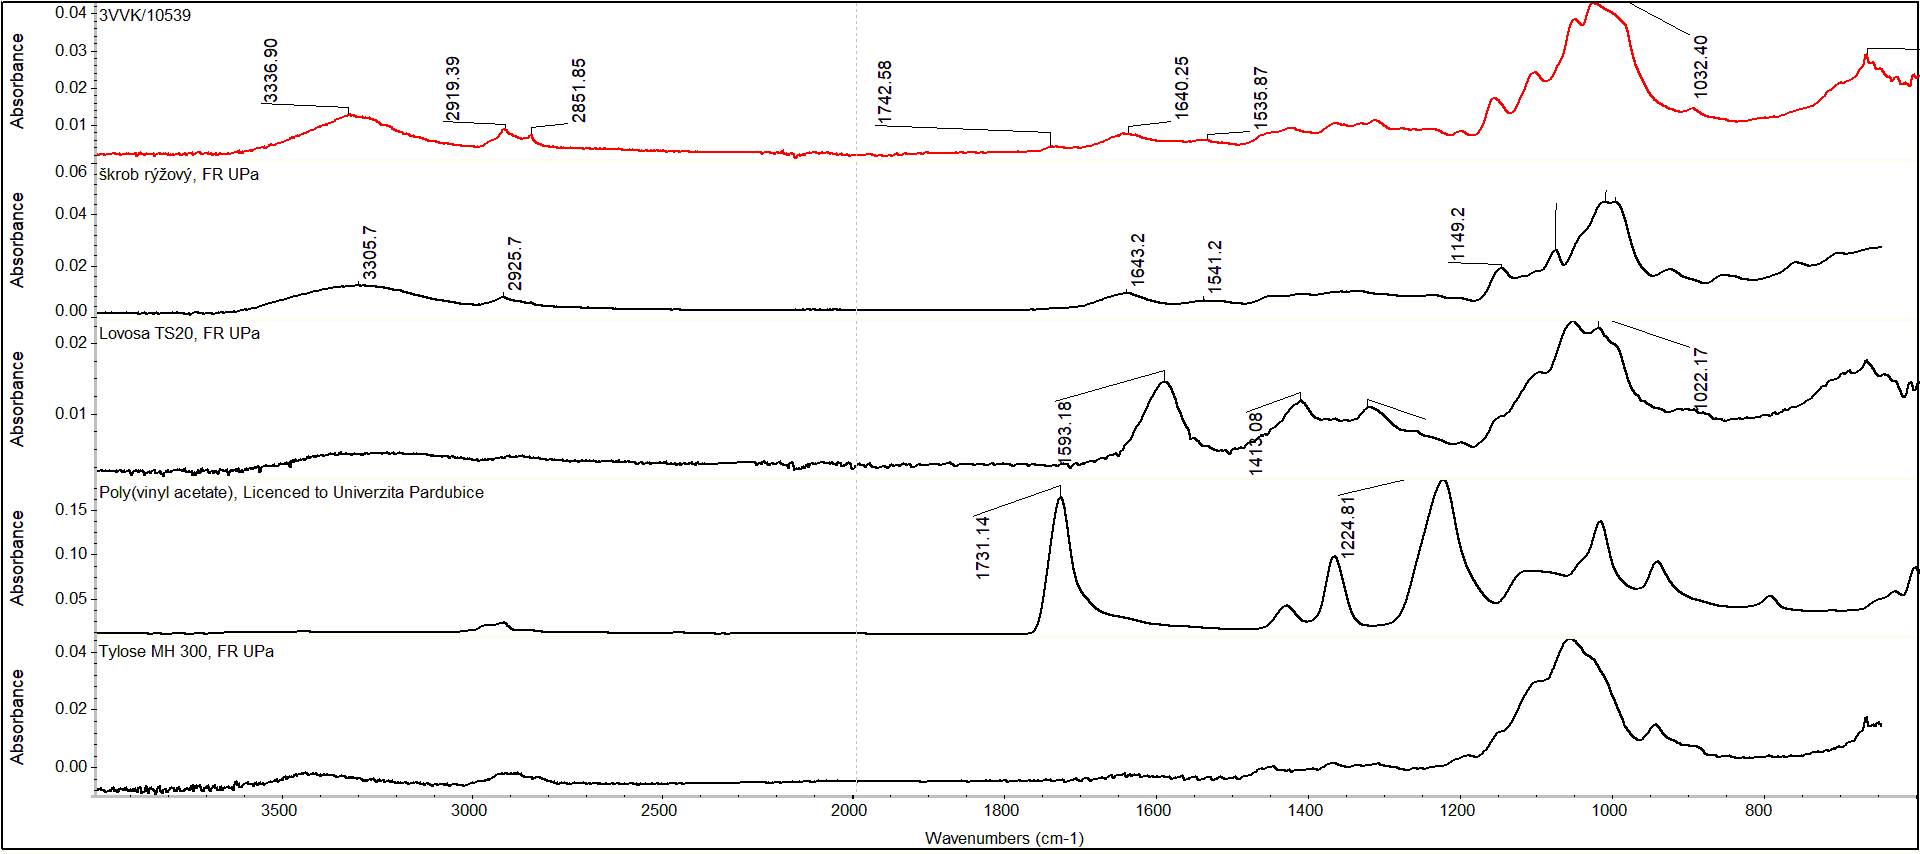 3VVK/10539
Absorbance
0.04
0.03
0.02
0.01
3336.90
2919.39
2851.85
1742.58
1640.25
1535.87
1032.40
škrob rýžový, FR UPa
Absorbance
0.06
0.04
0.02
0.00
3305.7
2925.7
1643.2
1541.2
1149.2
Lovosa TS20, FR UPa
Absorbance
0.02
0.01
1593.18
1413.08
1022.17
Poly(vinyl acetate), Licenced to Univerzita Pardubice
Absorbance
0.15
0.10
0.05
1731.14
1224.81
Tylose MH 300, FR UPa
Absorbance
0.04
0.02
0.00
3500 3000 2500 2000 1800 1600 1400 1200 1000 800
Wavenumbers (cm-1)